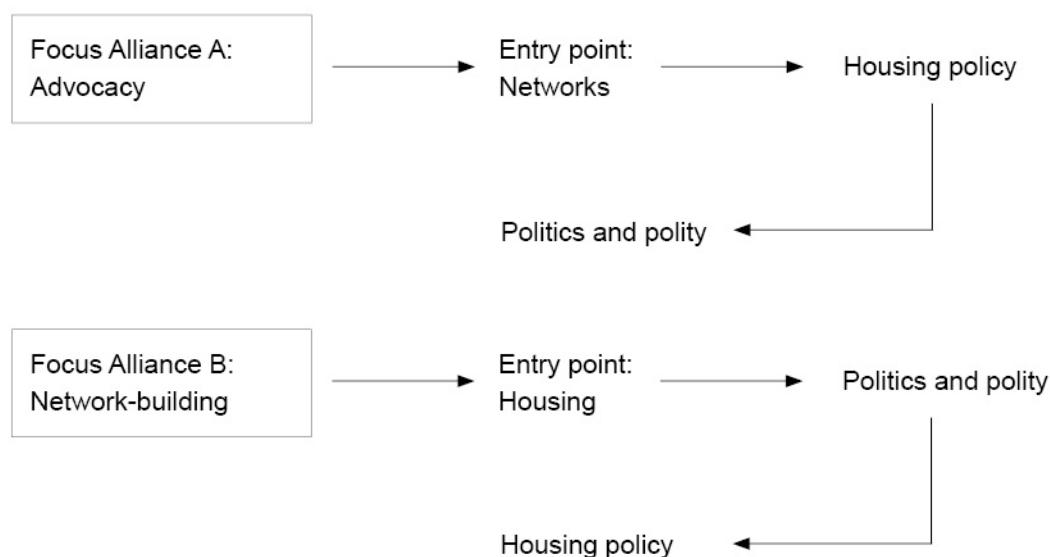 Focus Alliance A:
Advocacy
Entry point:
Networks
Housing policy
Politics and polity
Focus Alliance B:
Network-building
Entry point:
Housing
Politics and polity
Housing policy